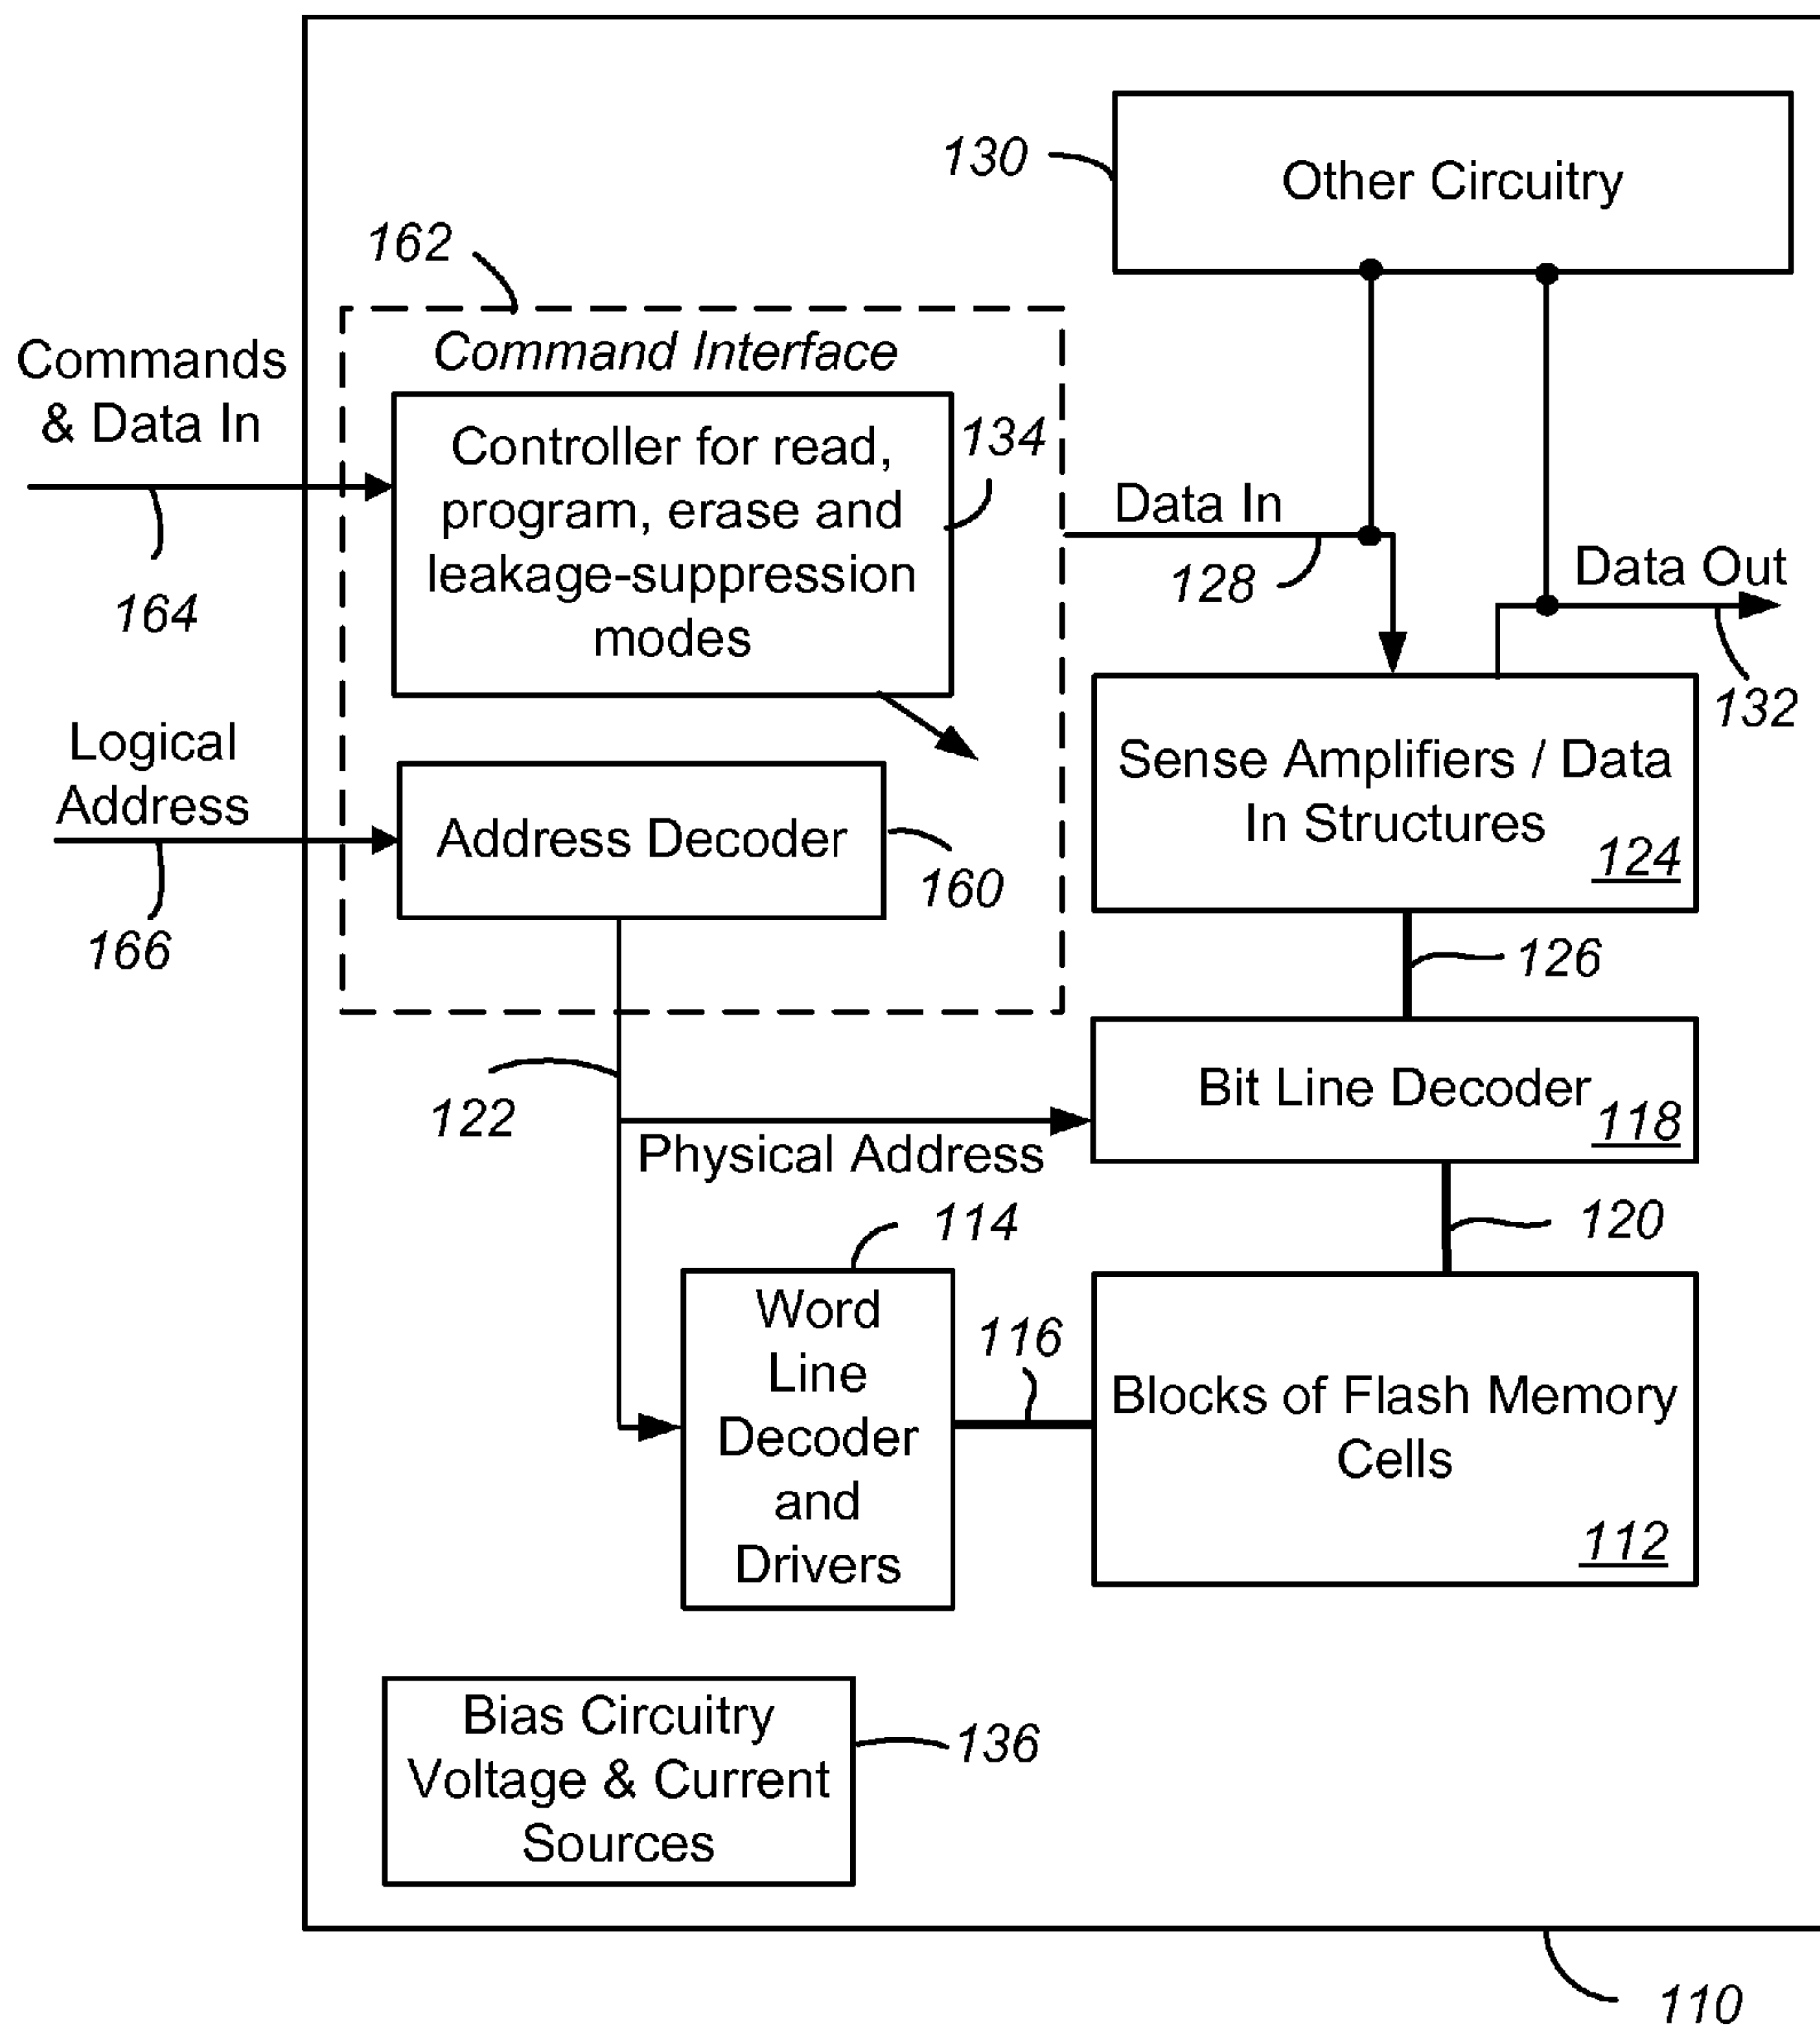 130
Other Circuitry
162
Command Interface
Commands
& Data In
164
Controller for read,
program, erase and
leakage-suppression
modes
134
Data In
128
Data Out
132
Logical
Address
166
Address Decoder
160
Sense Amplifiers / Data
In Structures
124
126
122
Physical Address
Bit Line Decoder
118
120
114
Word
Line
Decoder
and
Drivers
116
Blocks of Flash Memory
Cells
112
Bias Circuitry
Voltage & Current
Sources
136
110